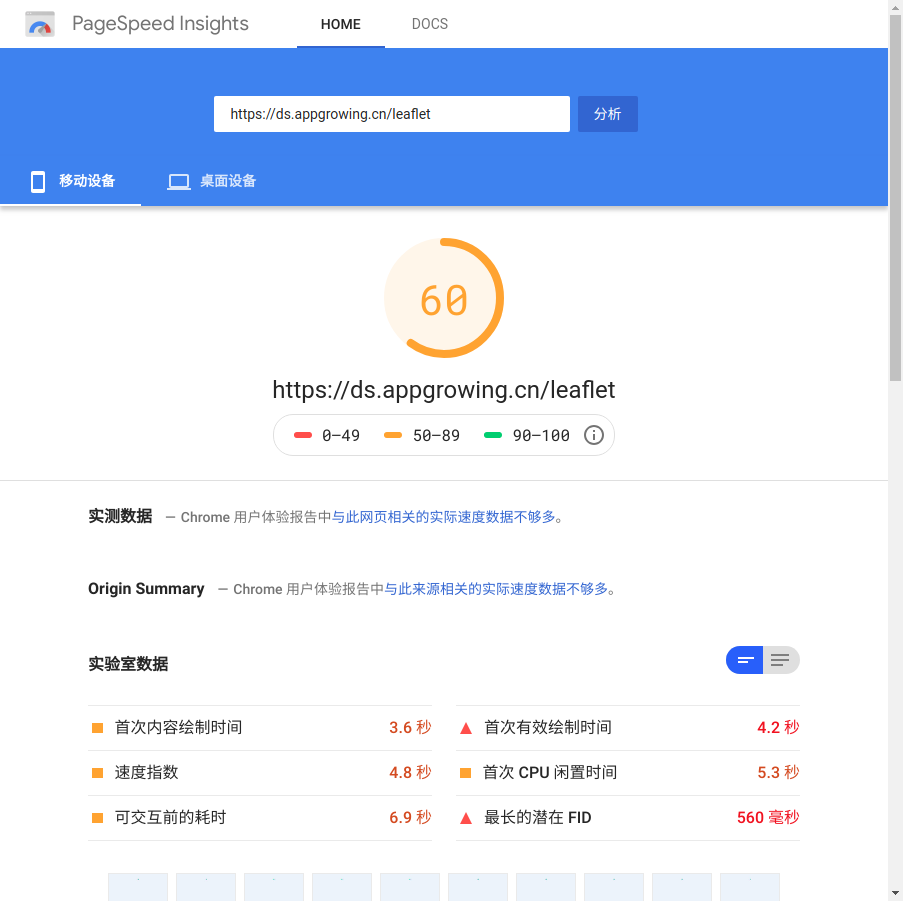 PageSpeed Insights HOME DOCS
https://ds.appgrowing.cn/leaflet 分析
移动设备 桌面设备
60
https://ds.appgrowing.cn/leaflet
0–49 50–89 90–100
实测数据 — Chrome 用户体验报告中与此网页相关的实际速度数据不够多。
Origin Summary — Chrome 用户体验报告中与此来源相关的实际速度数据不够多。
实验室数据
首次内容绘制时间 3.6 秒 首次有效绘制时间 4.2 秒
速度指数 4.8 秒 首次 CPU 闲置时间 5.3 秒
可交互前的耗时 6.9 秒 最长的潜在 FID 560 毫秒